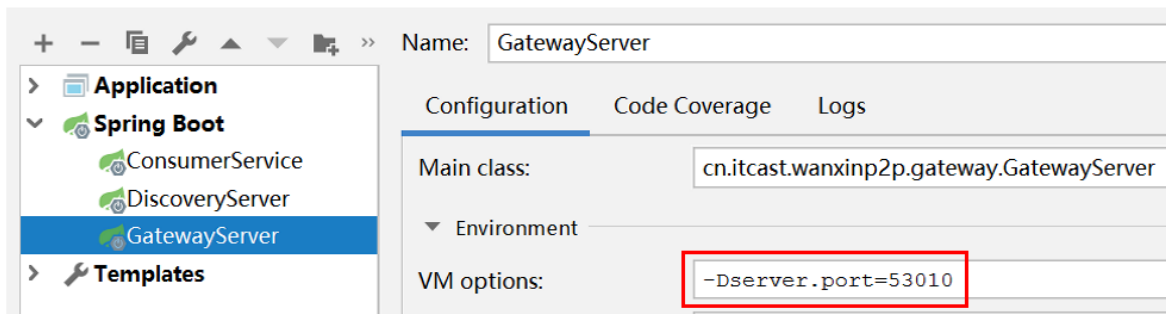 Name: GatewayServer
Application
Spring Boot
ConsumerService
DiscoveryServer
GatewayServer
Templates
Configuration Code Coverage Logs
Main class: cn.itcast.wanxinp2p.gateway.GatewayServer
Environment
VM options: -Dserver.port=53010